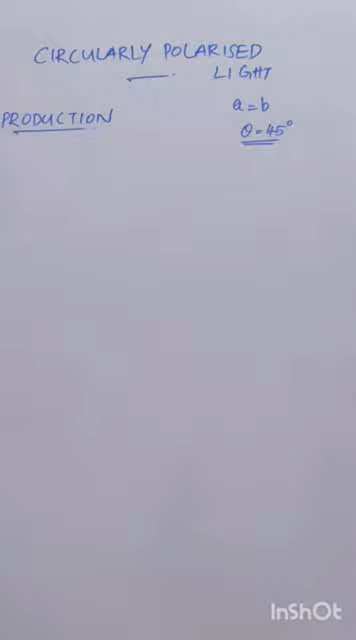 CIRCULARLY POLARISED
LIGHT
a = b
PRODUCTION
θ = 45°
InShOt